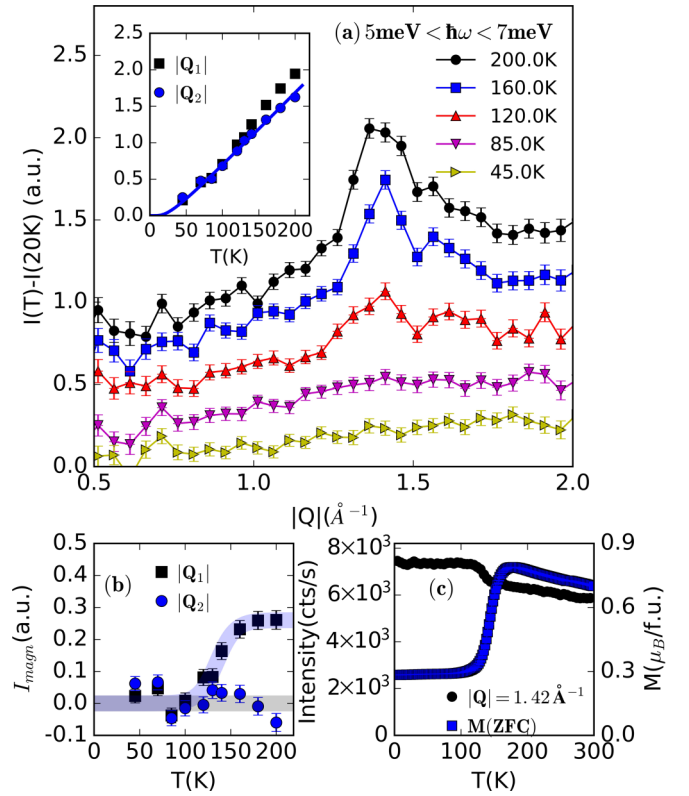 (a) 5meV < ħω < 7meV
200.0K
160.0K
120.0K
85.0K
45.0K
|Q₁|
|Q₂|
2.5
2.0
1.5
1.0
0.5
0.0
0 50 100 150 200
T(K)
I(T)-I(20K) (a.u.)
2.5
2.0
1.5
1.0
0.5
0.0
0.5 1.0 1.5 2.0
|Q|(Å⁻¹)
(b)
|Q₁|
|Q₂|
I_magn(a.u.)
0.5
0.4
0.3
0.2
0.1
0.0
-0.1
0 50 100 150 200
T(K)
(c)
Intensity(cts/s)
8×10³
6×10³
4×10³
2×10³
0.9
0.6
0.3
0.0
M(μ_B/f.u.)
|Q| = 1.42Å⁻¹
M(ZFC)
0 100 200 300
T(K)